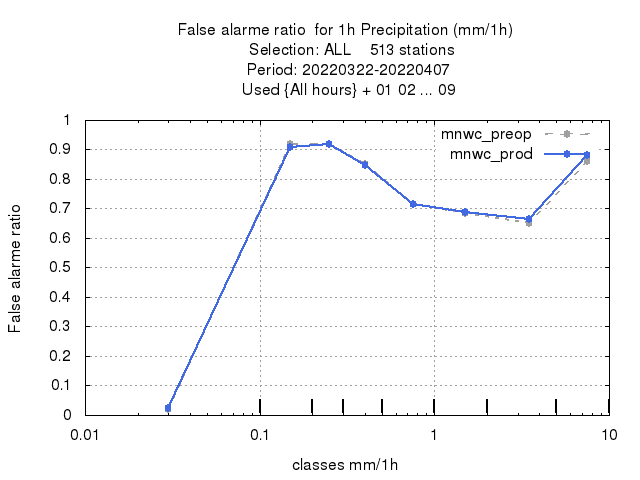 False alarme ratio  for 1h Precipitation (mm/1h)
Selection: ALL    513 stations
Period: 20220322-20220407
Used {All hours} + 01 02 ... 09
mnwc_preop
mnwc_prod
1
0.9
0.8
0.7
0.6
0.5
0.4
0.3
0.2
0.1
0
False alarme ratio
0.01
0.1
1
10
classes mm/1h